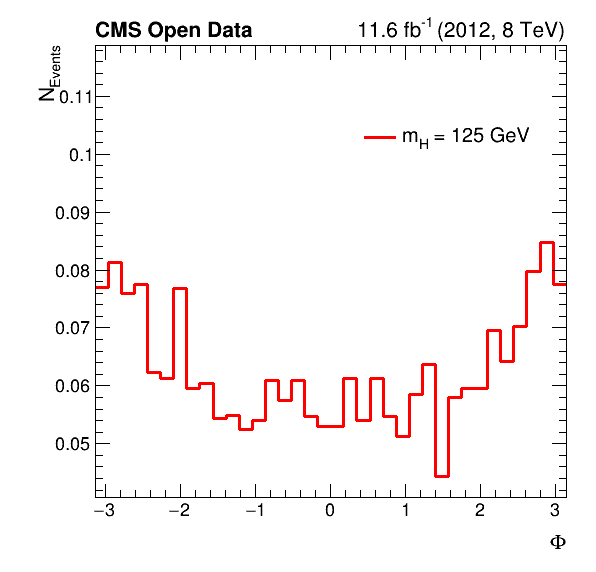 CMS Open Data 11.6 fb⁻¹ (2012, 8 TeV)
N_Events
0.11
0.1
0.09
0.08
0.07
0.06
0.05
m_H = 125 GeV
−3 −2 −1 0 1 2 3
Φ